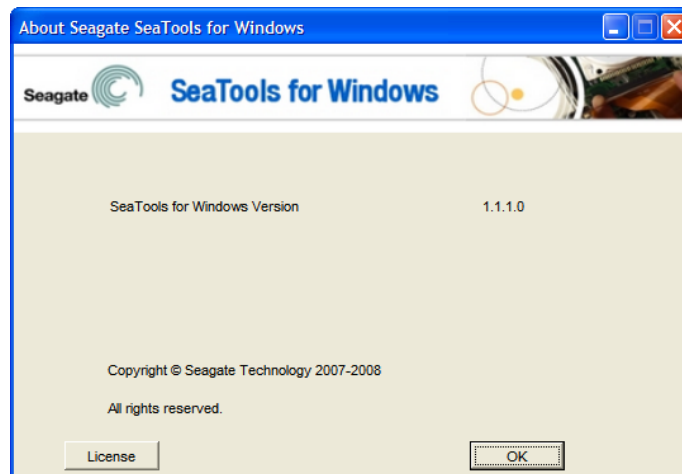 About Seagate SeaTools for Windows
Seagate SeaTools for Windows
SeaTools for Windows Version 1.1.1.0
Copyright © Seagate Technology 2007-2008
All rights reserved.
License OK